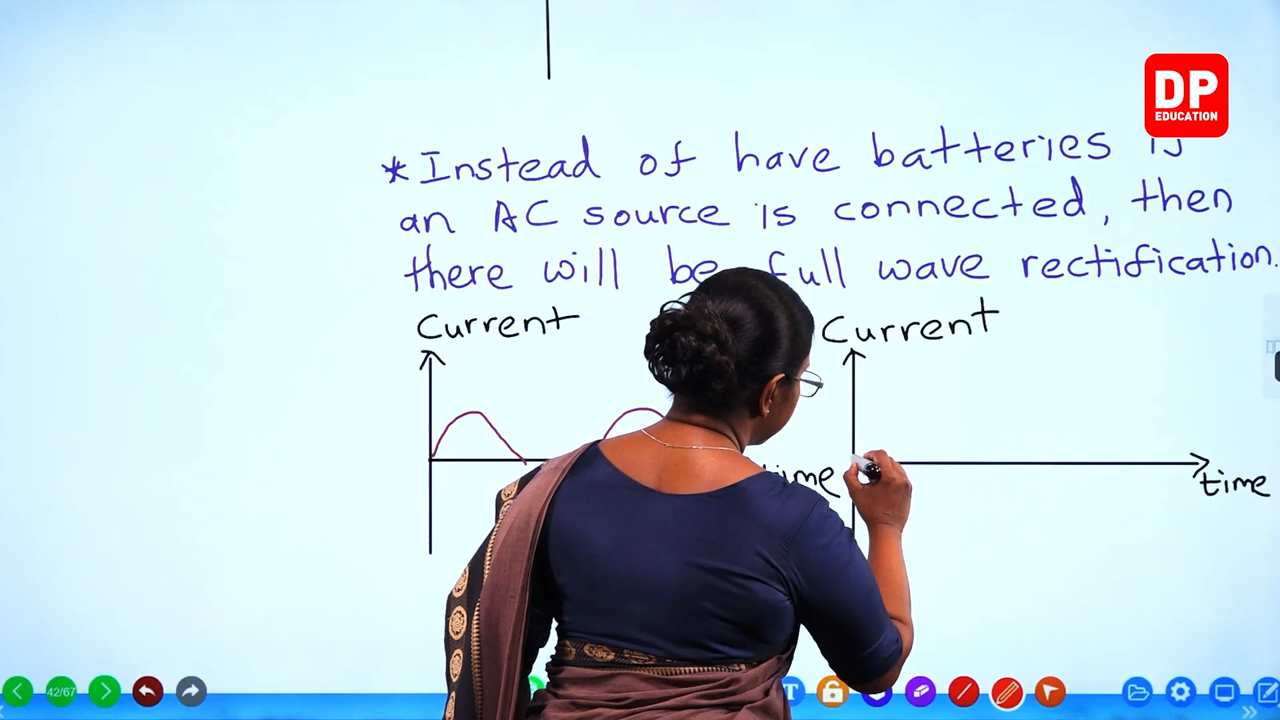 DP
EDUCATION
*Instead of have batteries is
an AC source is connected, then
there will be full wave rectification.
Current
Current
time
time
42/67
T